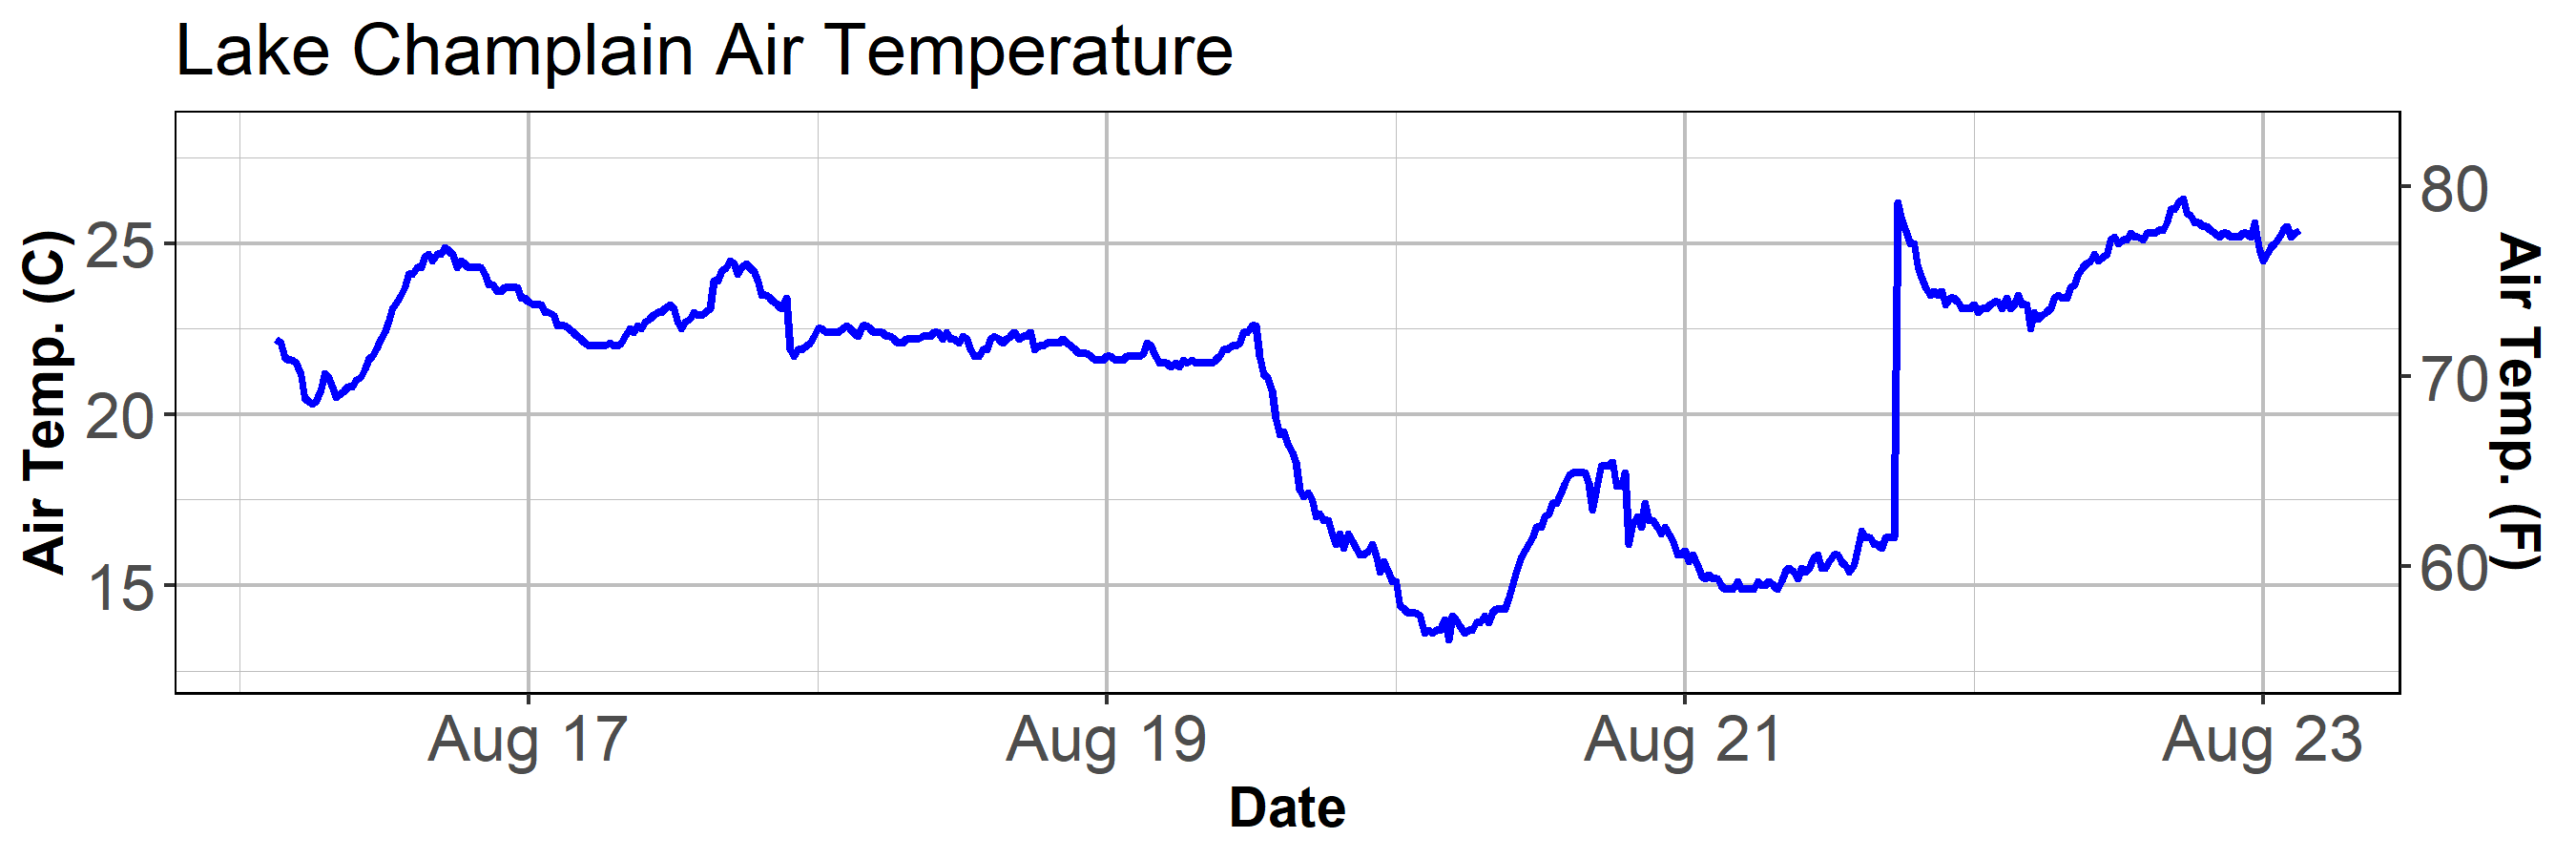 Lake Champlain Air Temperature
Air Temp. (C)
25
20
15
80
70
60
Air Temp. (F)
Aug 17
Aug 19
Aug 21
Aug 23
Date